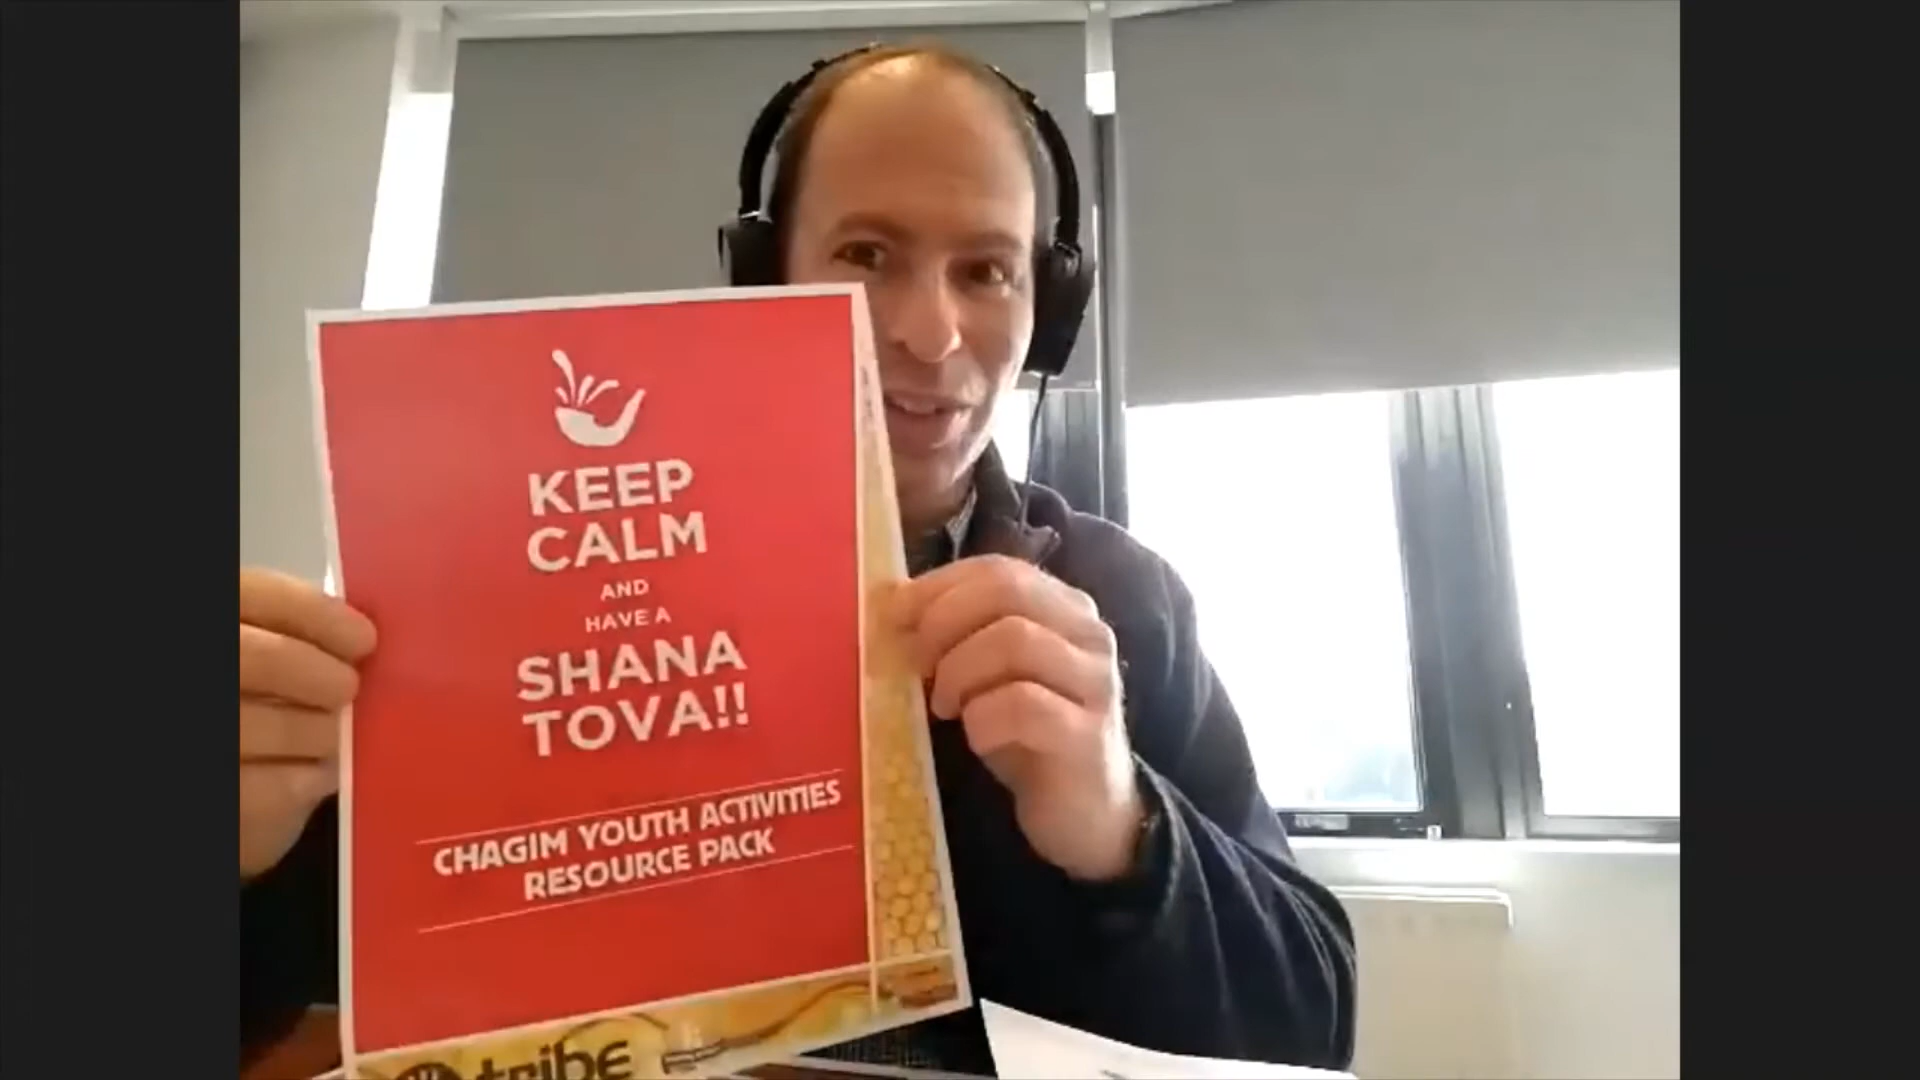 KEEP
CALM
AND
HAVE A
SHANA
TOVA!!
CHAGIM YOUTH ACTIVITIES
RESOURCE PACK
tribe